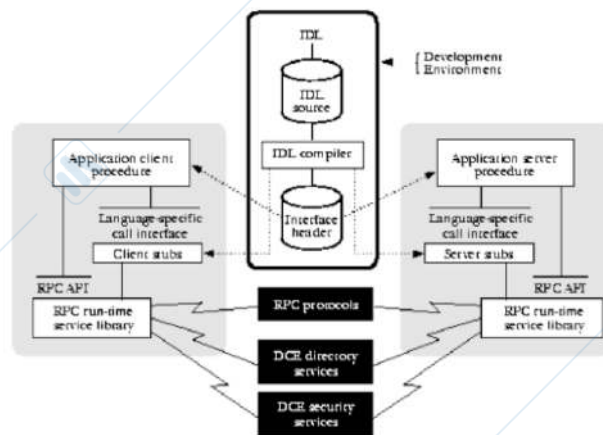 IDL
IDL
source
IDL compiler
Interface
header
Development
Environment
Application client
procedure
Language-specific
call interface
Client stubs
RPC API
RPC run-time
service library
Application server
procedure
Language-specific
call interface
Server stubs
RPC API
RPC run-time
service library
RPC protocols
DCE directory
services
DCE security
services